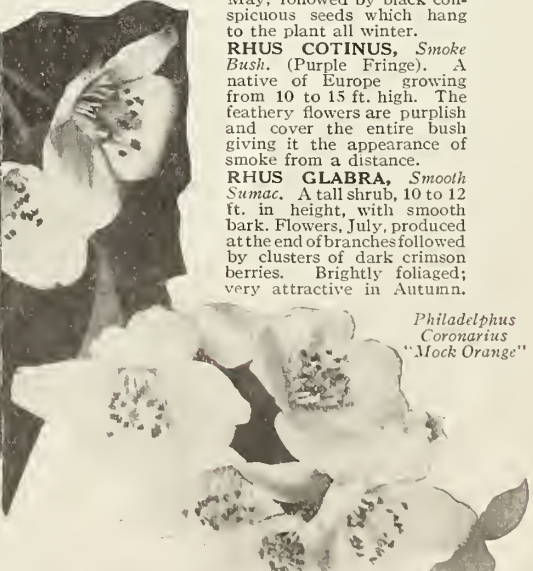 May, followed by black con-
spicuous seeds which hang
to the plant all winter.
RHUS COTINUS, Smoke
Bush. (Purple Fringe). A
native of Europe growing
from 10 to 15 ft. high. The
feathery flowers are purplish
and cover the entire bush
giving it the appearance of
smoke from a distance.
RHUS GLABRA, Smooth
Sumac. A tall shrub, 10 to 12
ft. in height, with smooth
bark. Flowers, July, produced
at the end of branches followed
by clusters of dark crimson
berries. Brightly foliaged;
very attractive in Autumn.
Philadelphus
Coronarius
"Mock Orange"